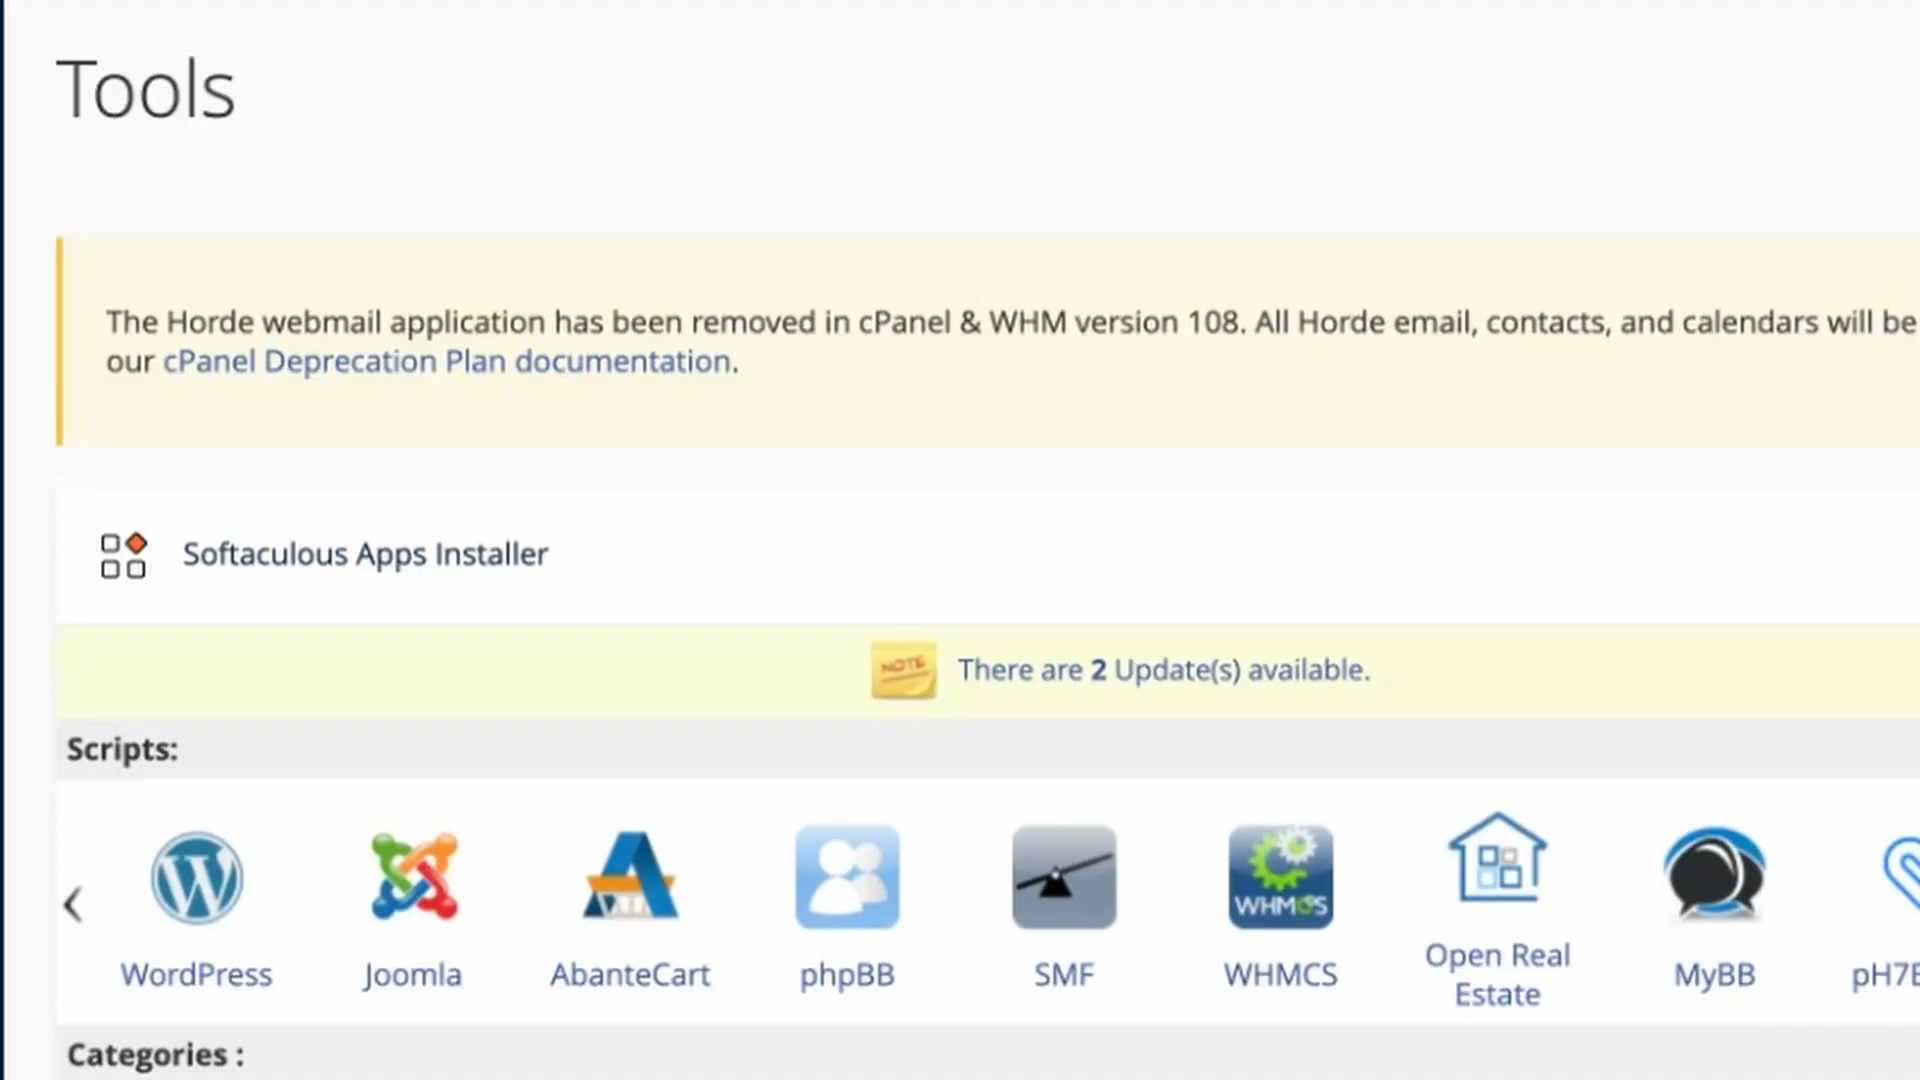 Tools
The Horde webmail application has been removed in cPanel & WHM version 108. All Horde email, contacts, and calendars will be
our cPanel Deprecation Plan documentation.
Softaculous Apps Installer
NOTE
There are 2 Update(s) available.
Scripts:
WHMCS
WordPress
Joomla
AbanteCart
phpBB
SMF
WHMCS
Open Real
Estate
MyBB
Categories :